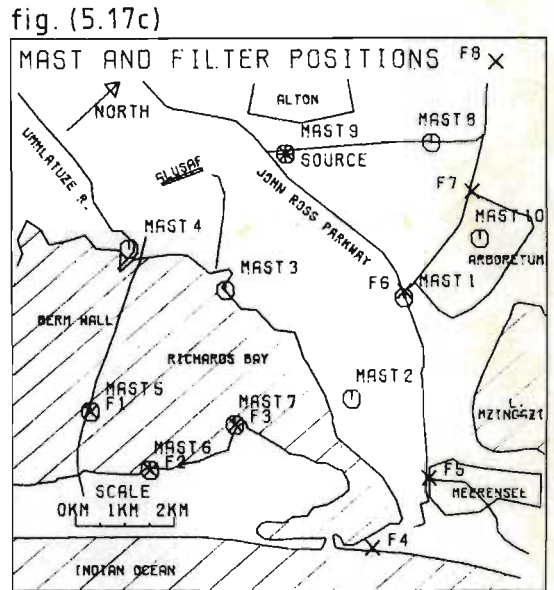 fig. (5.17c)
MAST AND FILTER POSITIONS F8
NORTH
ALTON
MAST 9
MAST 8
SOURCE
UMHLATUZE R.
SLUSAF
JOHN ROSS PARKWAY
F7
MAST 10
ARBORETUM
MAST 4
MAST 3
F6 MAST 1
BERM WALL
RICHARDS BAY
MAST 2
L.
MZINGAZI
MAST 5
F1
MAST 7
F3
MAST 6
F2
F5
MEERENSEE
SCALE
0KM 1KM 2KM
F4
INDIAN OCEAN